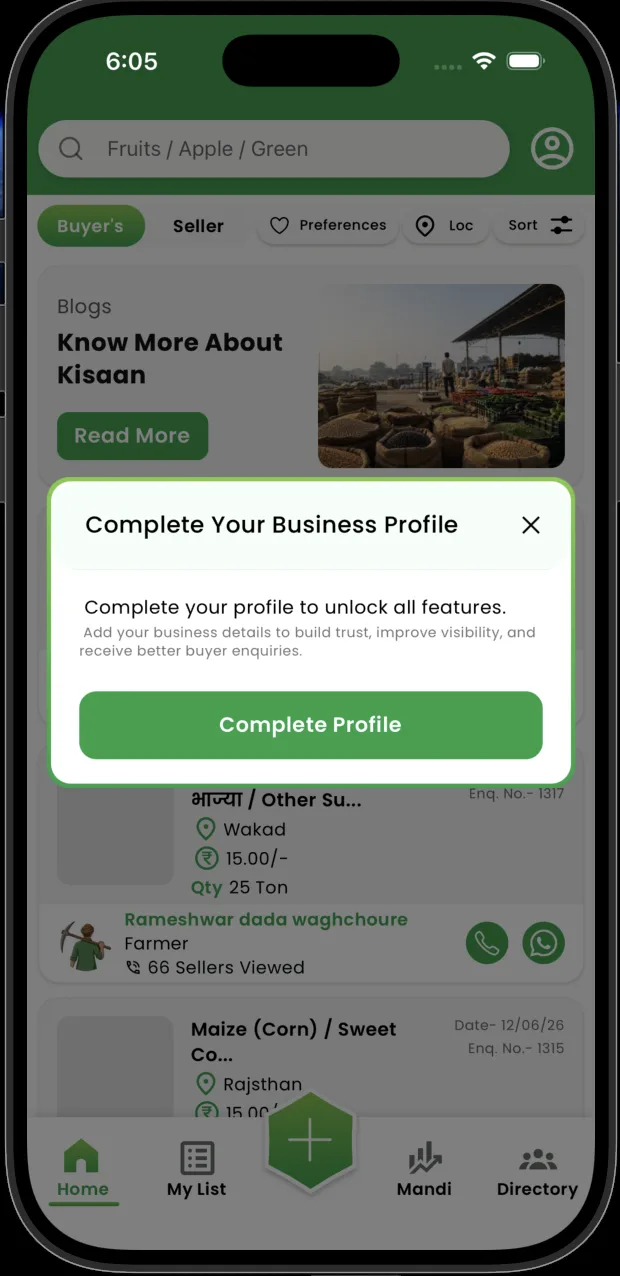 6:05
Fruits / Apple / Green
Buyer's Seller Preferences Loc Sort
Blogs
Know More About
Kisaan
Read More
Complete Your Business Profile
Complete your profile to unlock all features.
Add your business details to build trust, improve visibility, and
receive better buyer enquiries.
Complete Profile
भाज्या / Other Su...
Enq. No.- 1317
Wakad
₹ 15.00/-
Qty 25 Ton
Rameshwar dada waghchoure
Farmer
66 Sellers Viewed
Maize (Corn) / Sweet
Co...
Date- 12/06/26
Enq. No.- 1315
Rajsthan
₹ 15.00/
Home My List Mandi Directory